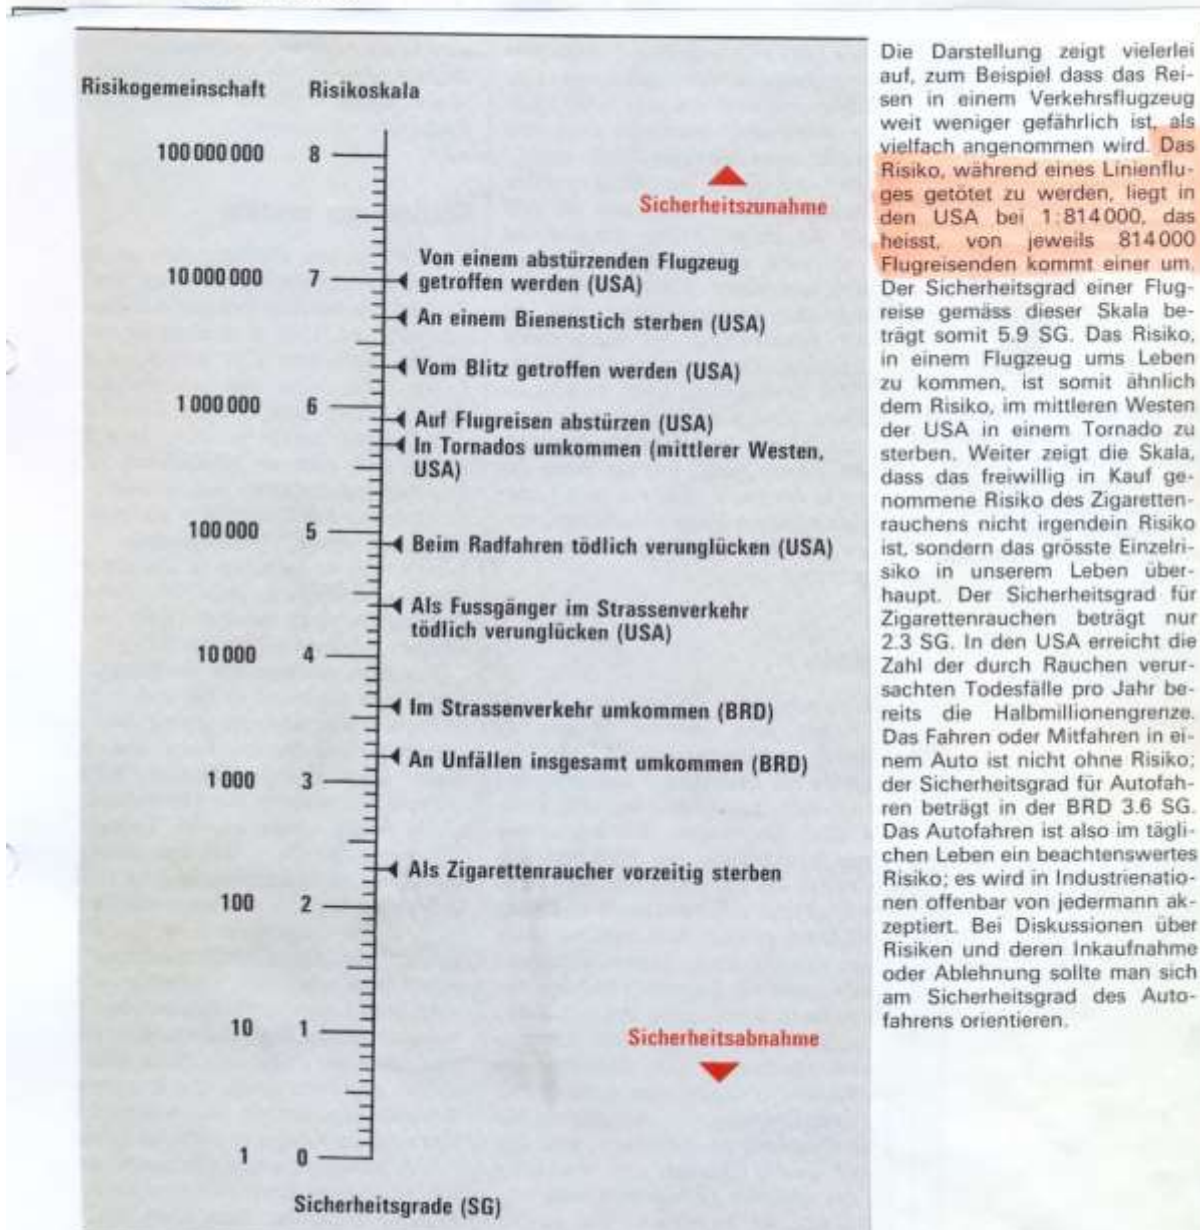 Risikogemeinschaft Risikoskala
100 000 000 8
Sicherheitszunahme
Von einem abstürzenden Flugzeug
10 000 000 7 getroffen werden (USA)
An einem Bienenstich sterben (USA)
Vom Blitz getroffen werden (USA)
1 000 000 6
Auf Flugreisen abstürzen (USA)
In Tornados umkommen (mittlerer Westen,
USA)
100 000 5
Beim Radfahren tödlich verunglücken (USA)
Als Fussgänger im Strassenverkehr
tödlich verunglücken (USA)
10 000 4
Im Strassenverkehr umkommen (BRD)
An Unfällen insgesamt umkommen (BRD)
1 000 3
Als Zigarettenraucher vorzeitig sterben
100 2
10 1
Sicherheitsabnahme
1 0
Sicherheitsgrade (SG)
Die Darstellung zeigt vielerlei
auf, zum Beispiel dass das Rei-
sen in einem Verkehrsflugzeug
weit weniger gefährlich ist, als
vielfach angenommen wird. Das
Risiko, während eines Linienflu-
ges getötet zu werden, liegt in
den USA bei 1:814000, das
heisst, von jeweils 814000
Flugreisenden kommt einer um.
Der Sicherheitsgrad einer Flug-
reise gemäss dieser Skala be-
trägt somit 5.9 SG. Das Risiko,
in einem Flugzeug ums Leben
zu kommen, ist somit ähnlich
dem Risiko, im mittleren Westen
der USA in einem Tornado zu
sterben. Weiter zeigt die Skala,
dass das freiwillig in Kauf ge-
nommene Risiko des Zigaretten-
rauchens nicht irgendein Risiko
ist, sondern das grösste Einzelri-
siko in unserem Leben über-
haupt. Der Sicherheitsgrad für
Zigarettenrauchen beträgt nur
2.3 SG. In den USA erreicht die
Zahl der durch Rauchen verur-
sachten Todesfälle pro Jahr be-
reits die Halbmillionengrenze.
Das Fahren oder Mitfahren in ei-
nem Auto ist nicht ohne Risiko;
der Sicherheitsgrad für Autofah-
ren beträgt in der BRD 3.6 SG.
Das Autofahren ist also im tägli-
chen Leben ein beachtenswertes
Risiko; es wird in Industrienatio-
nen offenbar von jedermann ak-
zeptiert. Bei Diskussionen über
Risiken und deren Inkaufnahme
oder Ablehnung sollte man sich
am Sicherheitsgrad des Auto-
fahrens orientieren.